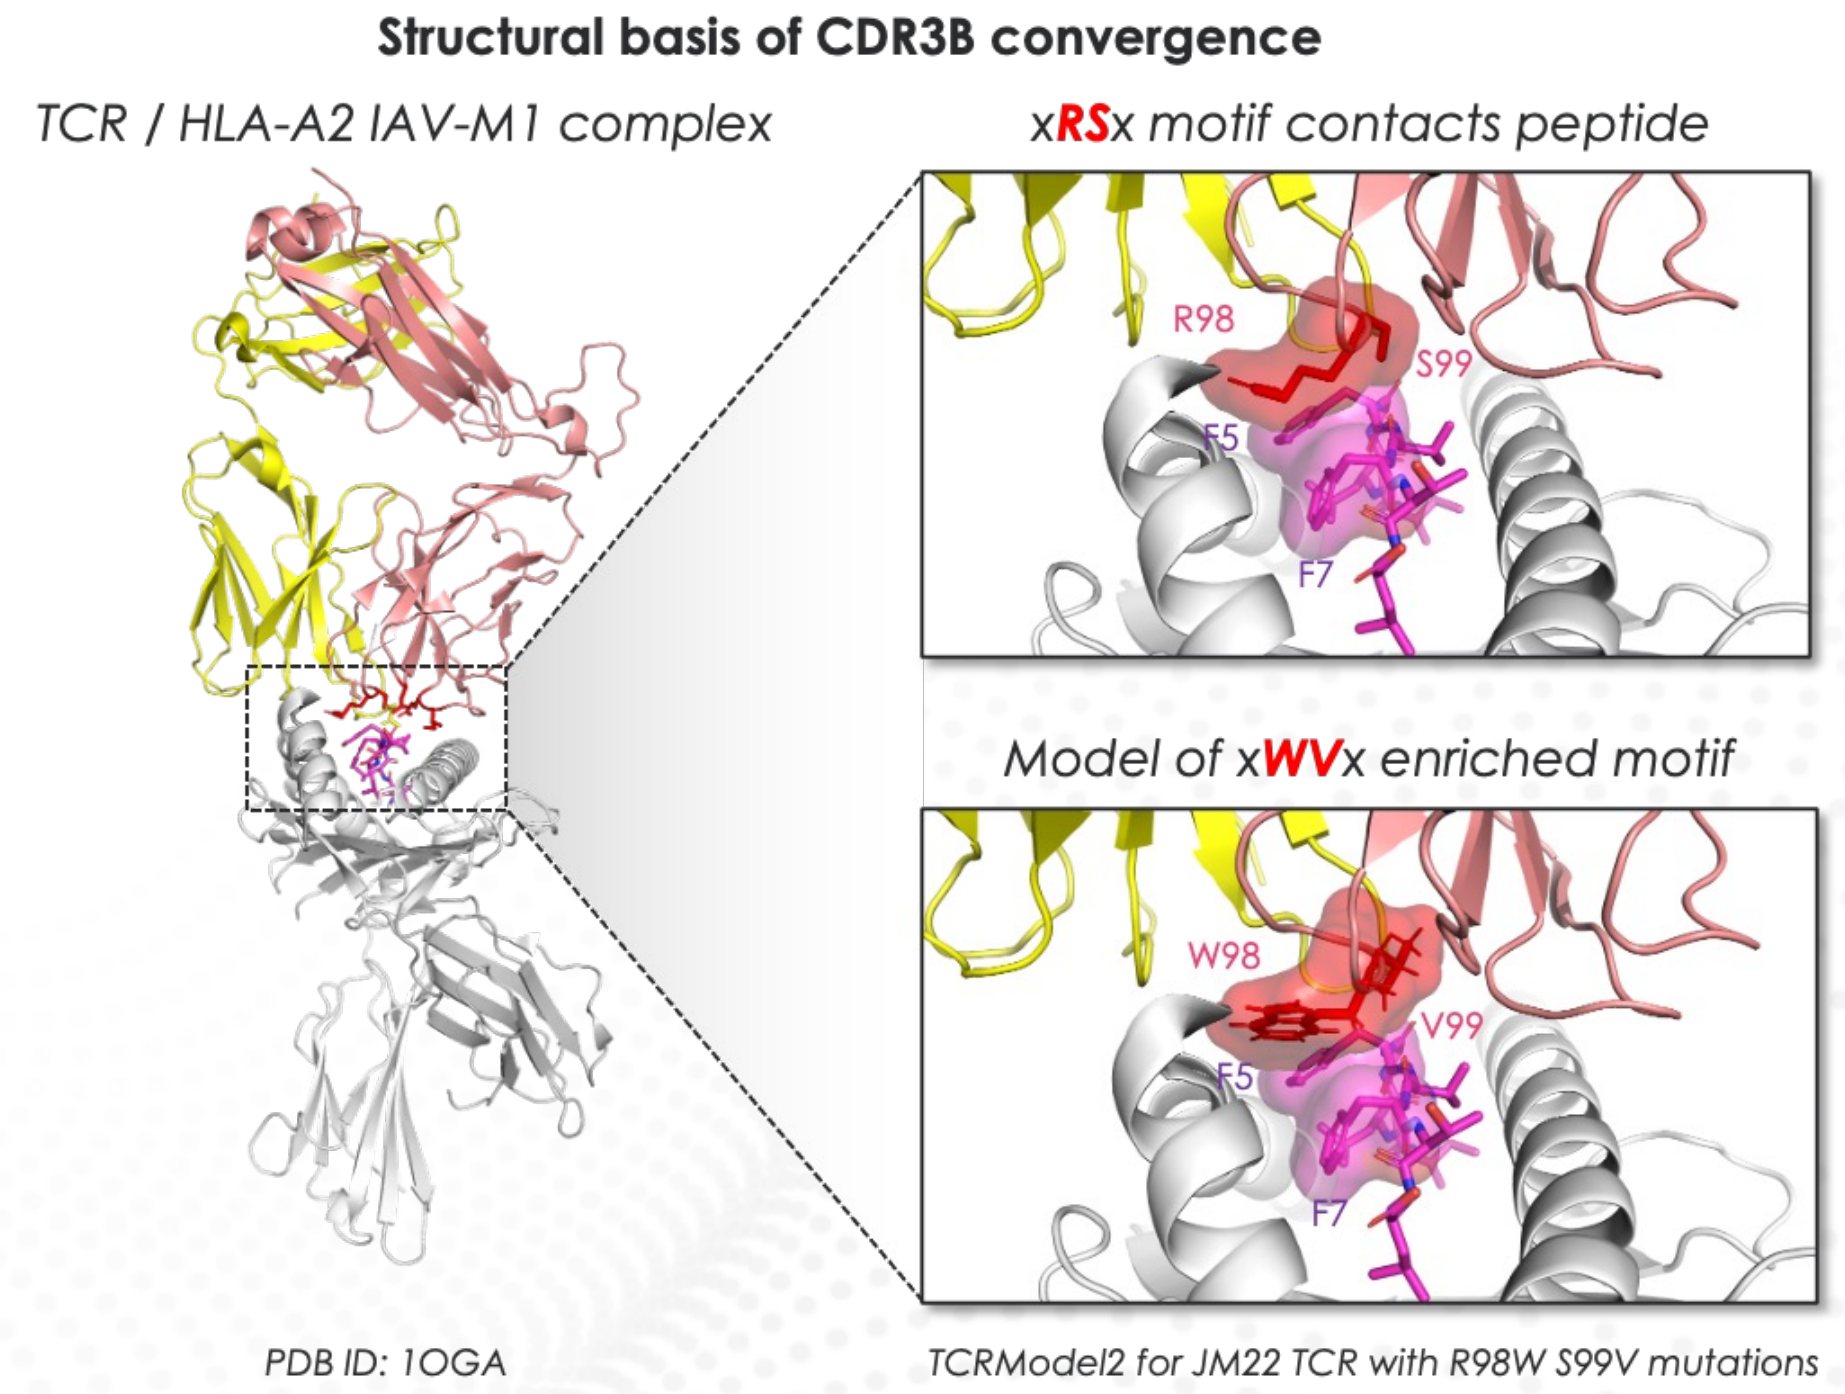 Structural basis of CDR3B convergence
TCR / HLA-A2 IAV-M1 complex
xRSx motif contacts peptide
R98
S99
F5
F7
Model of xWVx enriched motif
W98
V99
F5
F7
PDB ID: 1OGA
TCRModel2 for JM22 TCR with R98W S99V mutations